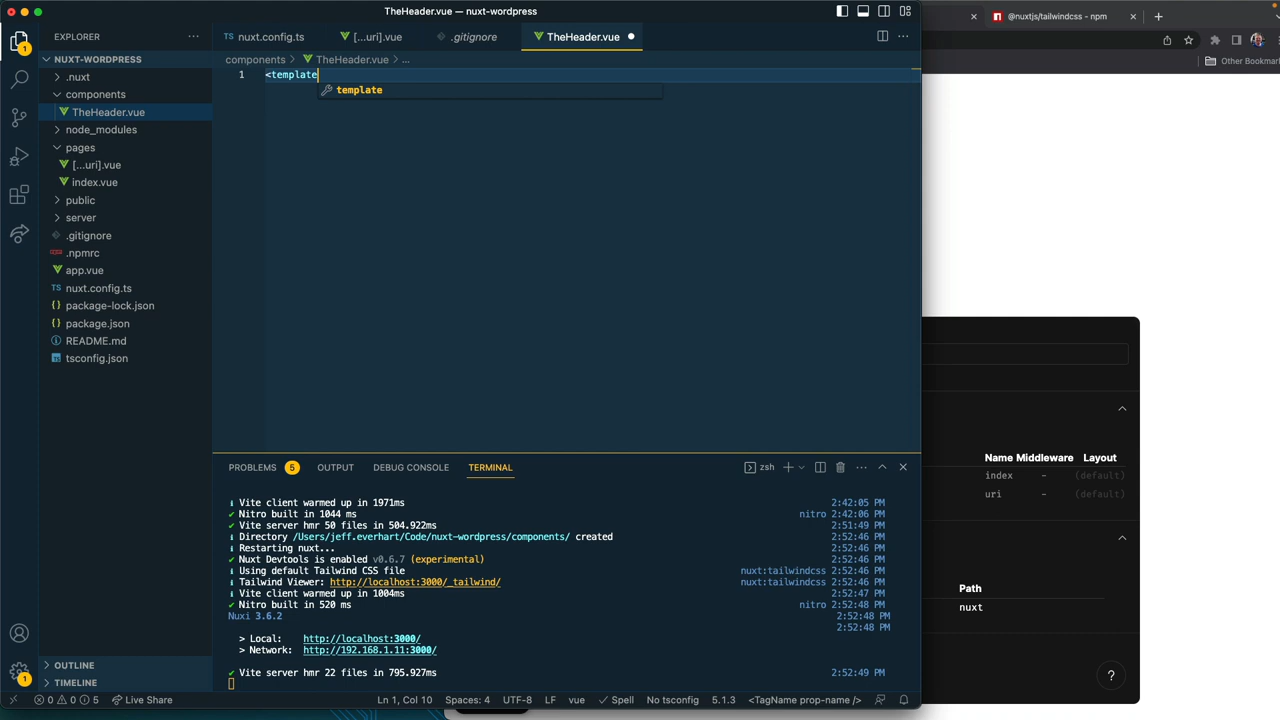 TheHeader.vue — nuxt-wordpress
@nuxtjs/tailwindcss - npm
Other Bookmar
EXPLORER
NUXT-WORDPRESS
.nuxt
components
TheHeader.vue
node_modules
pages
[...uri].vue
index.vue
public
server
.gitignore
.npmrc
app.vue
TS nuxt.config.ts
package-lock.json
package.json
README.md
tsconfig.json
OUTLINE
TIMELINE
TS nuxt.config.ts
[...uri].vue
.gitignore
TheHeader.vue
components > TheHeader.vue > ...
1 <template
template
PROBLEMS 5 OUTPUT DEBUG CONSOLE TERMINAL
zsh
Vite client warmed up in 1971ms 2:42:05 PM
Nitro built in 1044 ms nitro 2:42:06 PM
Vite server hmr 50 files in 504.922ms 2:51:49 PM
Directory /Users/jeff.everhart/Code/nuxt-wordpress/components/ created 2:52:46 PM
Restarting nuxt... 2:52:46 PM
Nuxt Devtools is enabled v0.6.7 (experimental) 2:52:46 PM
Using default Tailwind CSS file nuxt:tailwindcss 2:52:46 PM
Tailwind Viewer: http://localhost:3000/_tailwind/ nuxt:tailwindcss 2:52:46 PM
Vite client warmed up in 1004ms 2:52:47 PM
Nitro built in 520 ms nitro 2:52:48 PM
Nuxi 3.6.2 2:52:48 PM
2:52:48 PM
> Local: http://localhost:3000/
> Network: http://192.168.1.11:3000/
Vite server hmr 22 files in 795.927ms 2:52:49 PM
Name Middleware Layout
index - (default)
uri - (default)
Path
nuxt
?
1
1
0 0 5 Live Share Ln 1, Col 10 Spaces: 4 UTF-8 LF vue Spell No tsconfig 5.1.3 <TagName prop-name />